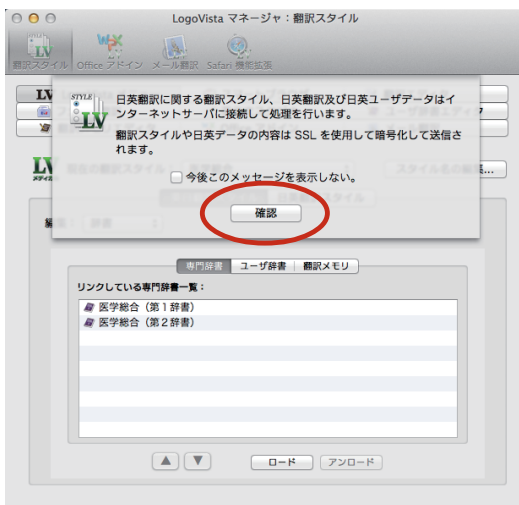 LogoVista マネージャ：翻訳スタイル
LV
翻訳スタイル Office アドイン メール翻訳 Safari 機能拡張
STYLE LV
日英翻訳に関する翻訳スタイル、日英翻訳及び日英ユーザデータはイ
ンターネットサーバに接続して処理を行います。
翻訳スタイルや日英データの内容は SSL を使用して暗号化して送信さ
れます。
今後このメッセージを表示しない。
確認
専門辞書 ユーザ辞書 翻訳メモリ
リンクしている専門辞書一覧：
医学総合（第１辞書）
医学総合（第２辞書）
ロード アンロード